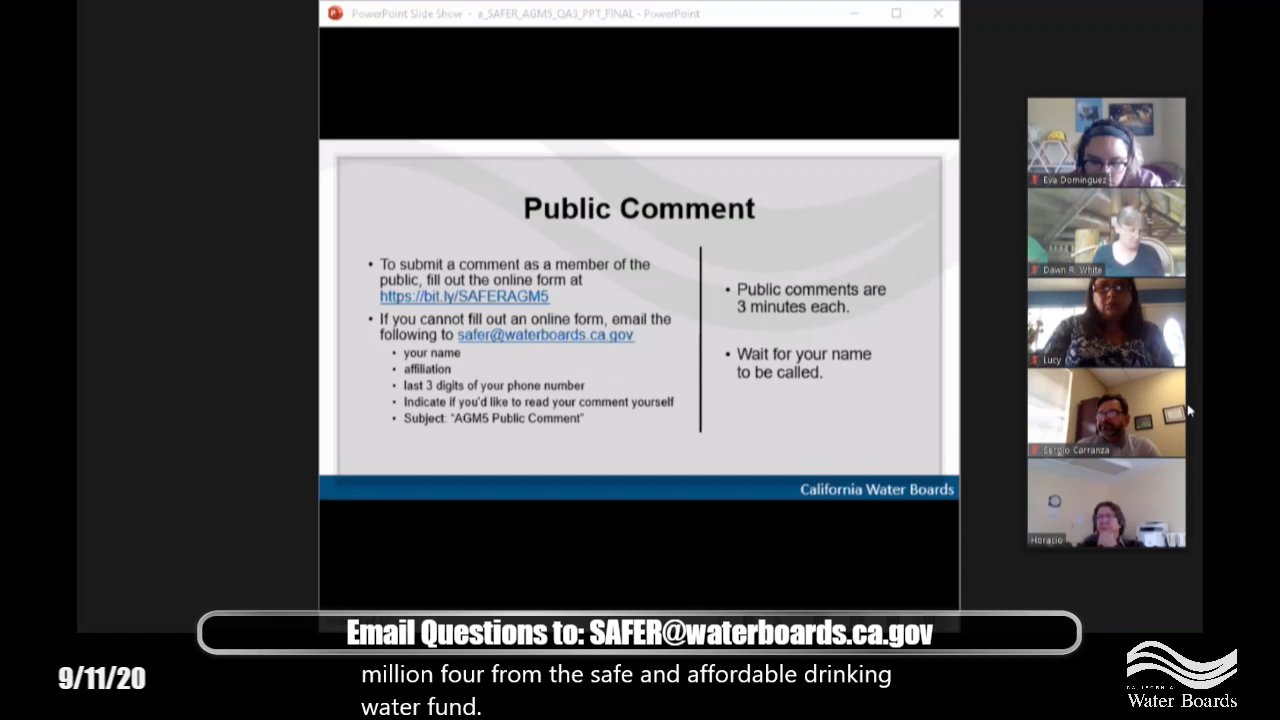 PowerPoint Slide Show - a_SAFER_AGM5_QA3_PPT_FINAL - PowerPoint
Public Comment
• To submit a comment as a member of the
public, fill out the online form at
https://bit.ly/SAFERAGM5
• If you cannot fill out an online form, email the
following to safer@waterboards.ca.gov
• your name
• affiliation
• last 3 digits of your phone number
• Indicate if you'd like to read your comment yourself
• Subject: "AGM5 Public Comment"
• Public comments are
3 minutes each.
• Wait for your name
to be called.
California Water Boards
Eva Dominguez
Dawn R. White
Lucy
Sergio Carranza
Horacio
Email Questions to: SAFER@waterboards.ca.gov
9/11/20
million four from the safe and affordable drinking
water fund.
CALIFORNIA
Water Boards